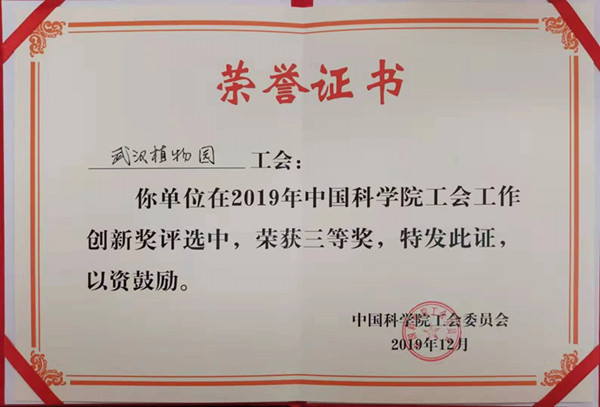 荣誉证书
武汉植物园 工会：
你单位在2019年中国科学院工会工作
创新奖评选中，荣获三等奖，特发此证，
以资鼓励。
中国科学院工会委员会
2019年12月